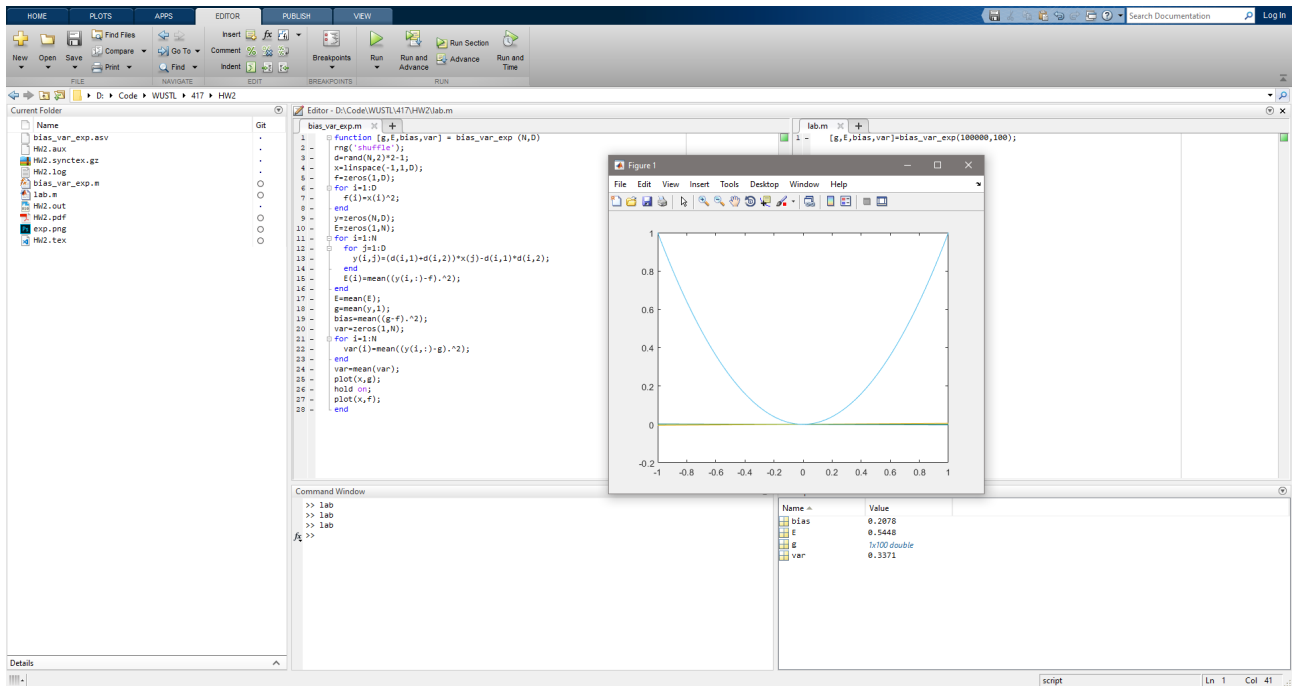 HOME PLOTS APPS EDITOR PUBLISH VIEW
Search Documentation Log In
New Open Save
Find Files
Compare
Print
Go To
Find
Insert fx
Comment
Indent
Breakpoints
Run
Run and Advance
Run Section
Advance
Run and Time
FILE NAVIGATE EDIT BREAKPOINTS RUN
D: Code WUSTL 417 HW2
Current Folder
Name Git
bias_var_exp.asv
HW2.aux
HW2.synctex.gz
HW2.log
bias_var_exp.m
lab.m
HW2.out
HW2.pdf
exp.png
HW2.tex
Details
Editor - D:\Code\WUSTL\417\HW2\lab.m
bias_var_exp.m
1 function [g,E,bias,var] = bias_var_exp (N,D)
2 - rng('shuffle');
3 - d=rand(N,2)*2-1;
4 - x=linspace(-1,1,D);
5 - f=zeros(1,D);
6 - for i=1:D
7 - f(i)=x(i)^2;
8 - end
9 - y=zeros(N,D);
10 - E=zeros(1,N);
11 - for i=1:N
12 - for j=1:D
13 - y(i,j)=(d(i,1)+d(i,2))*x(j)-d(i,1)*d(i,2);
14 - end
15 - E(i)=mean((y(i,:)-f).^2);
16 - end
17 - E=mean(E);
18 - g=mean(y,1);
19 - bias=mean((g-f).^2);
20 - var=zeros(1,N);
21 - for i=1:N
22 - var(i)=mean((y(i,:)-g).^2);
23 - end
24 - var=mean(var);
25 - plot(x,g);
26 - hold on;
27 - plot(x,f);
28 - end
lab.m
1 - [g,E,bias,var]=bias_var_exp(100000,100);
Figure 1
File Edit View Insert Tools Desktop Window Help
1
0.8
0.6
0.4
0.2
0
-0.2
-1 -0.8 -0.6 -0.4 -0.2 0 0.2 0.4 0.6 0.8 1
Command Window
>> lab
>> lab
>> lab
fx >>
Name Value
bias 0.2078
E 0.5448
g 1x100 double
var 0.3371
script Ln 1 Col 41